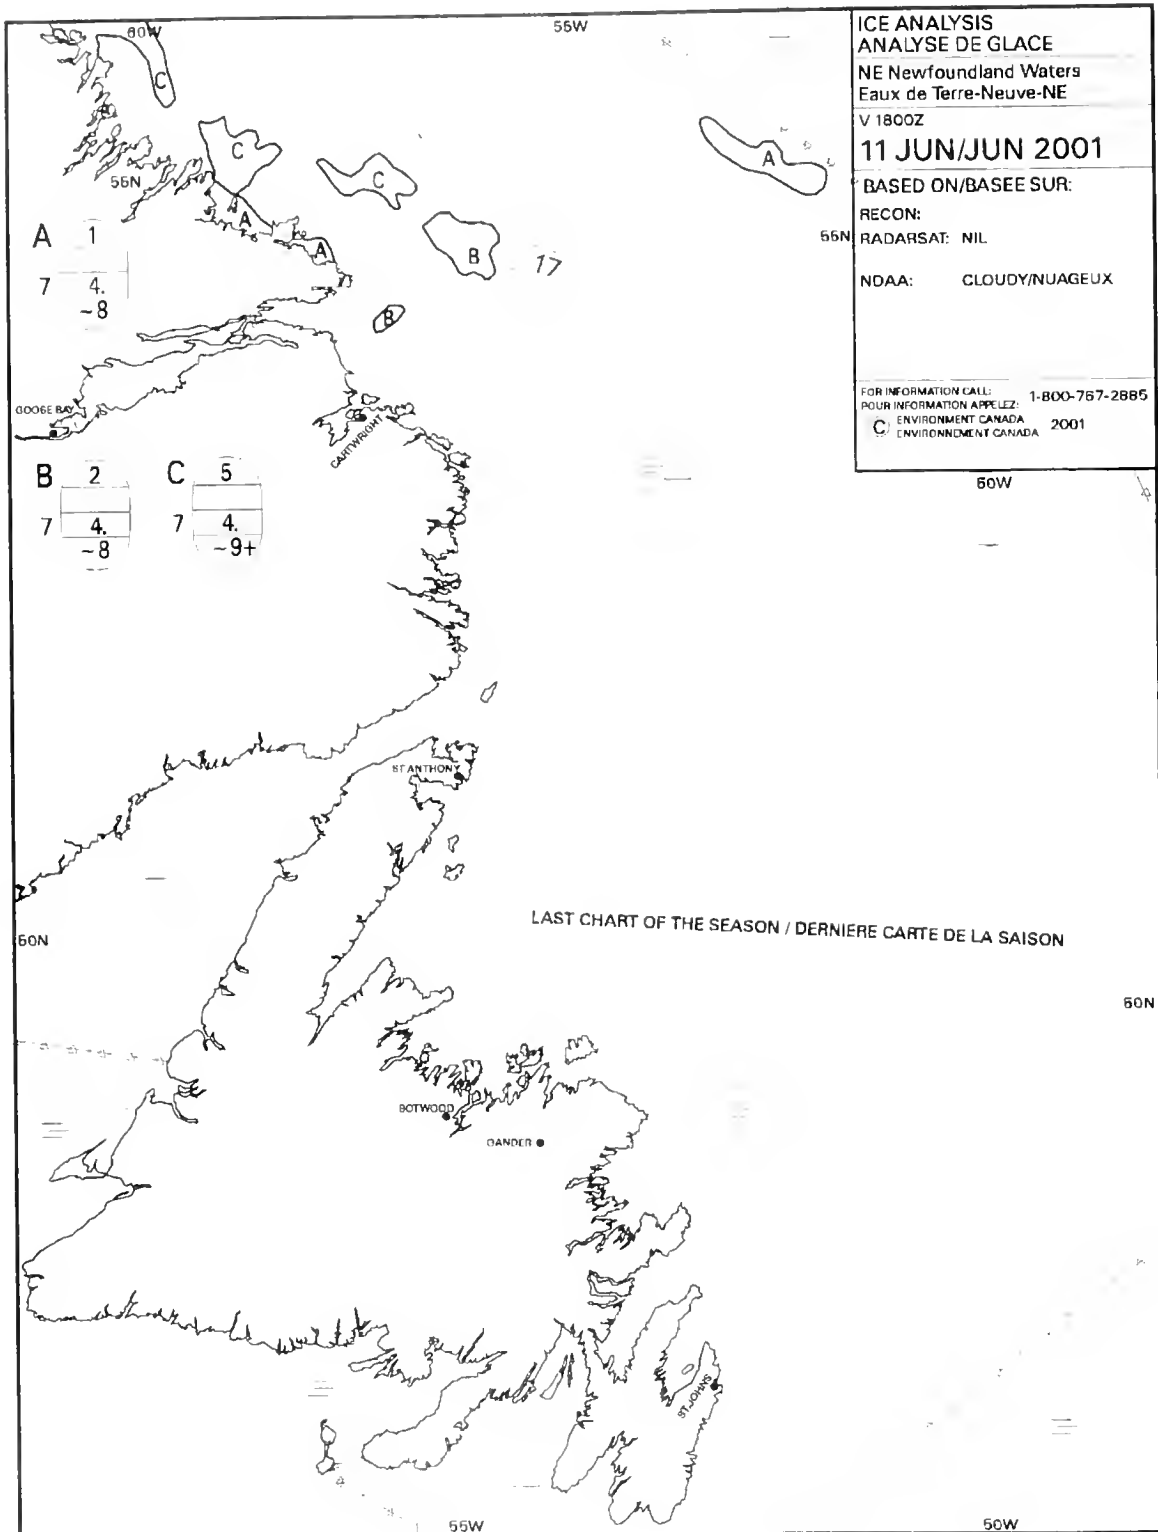 60W
55W
ICE ANALYSIS
ANALYSE DE GLACE
NE Newfoundland Waters
Eaux de Terre-Neuve-NE
V 1800Z
11 JUN/JUN 2001
BASED ON/BASEE SUR:
RECON:
RADARSAT: NIL
NDAA: CLOUDY/NUAGEUX
FOR INFORMATION CALL:
POUR INFORMATION APPELEZ: 1-800-767-2885
C ENVIRONMENT CANADA
ENVIRONNEMENT CANADA 2001
C
C
C
A
55N
A
A
B
17
55N
B
A 1
7 4.
~8
GOOSE BAY
CARTWRIGHT
50W
B 2
7 4.
~8
C 5
7 4.
~9+
ST ANTHONY
LAST CHART OF THE SEASON / DERNIERE CARTE DE LA SAISON
50N
50N
BOTWOOD
GANDER
ST JOHNS
55W
50W